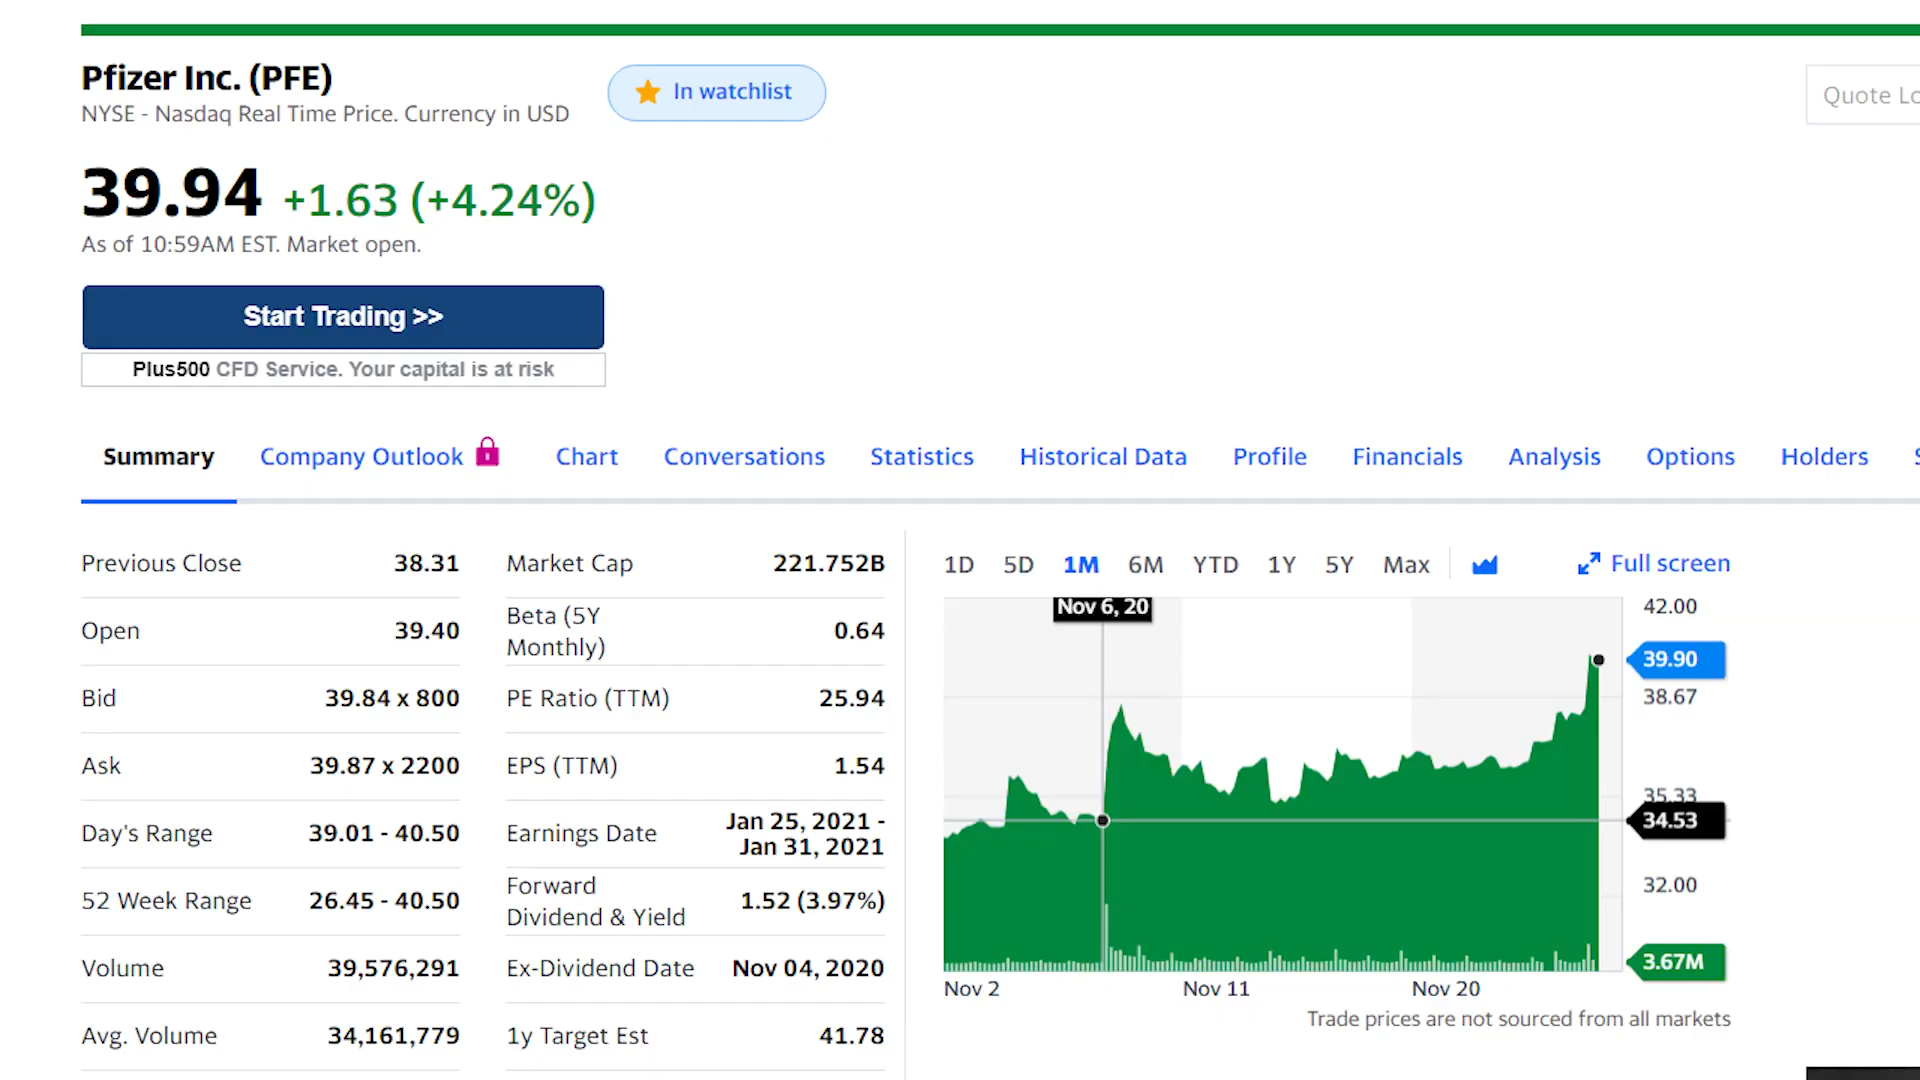 Pfizer Inc. (PFE)
NYSE - Nasdaq Real Time Price. Currency in USD
In watchlist
Quote Lo
39.94 +1.63 (+4.24%)
As of 10:59AM EST. Market open.
Start Trading >>
Plus500 CFD Service. Your capital is at risk
Summary Company Outlook Chart Conversations Statistics Historical Data Profile Financials Analysis Options Holders S
Previous Close 38.31
Open 39.40
Bid 39.84 x 800
Ask 39.87 x 2200
Day's Range 39.01 - 40.50
52 Week Range 26.45 - 40.50
Volume 39,576,291
Avg. Volume 34,161,779
Market Cap 221.752B
Beta (5Y
Monthly) 0.64
PE Ratio (TTM) 25.94
EPS (TTM) 1.54
Earnings Date Jan 25, 2021 -
Jan 31, 2021
Forward
Dividend & Yield 1.52 (3.97%)
Ex-Dividend Date Nov 04, 2020
1y Target Est 41.78
1D 5D 1M 6M YTD 1Y 5Y Max Full screen
Nov 6, 20
42.00
39.90
38.67
35.33
34.53
32.00
3.67M
Nov 2 Nov 11 Nov 20
Trade prices are not sourced from all markets